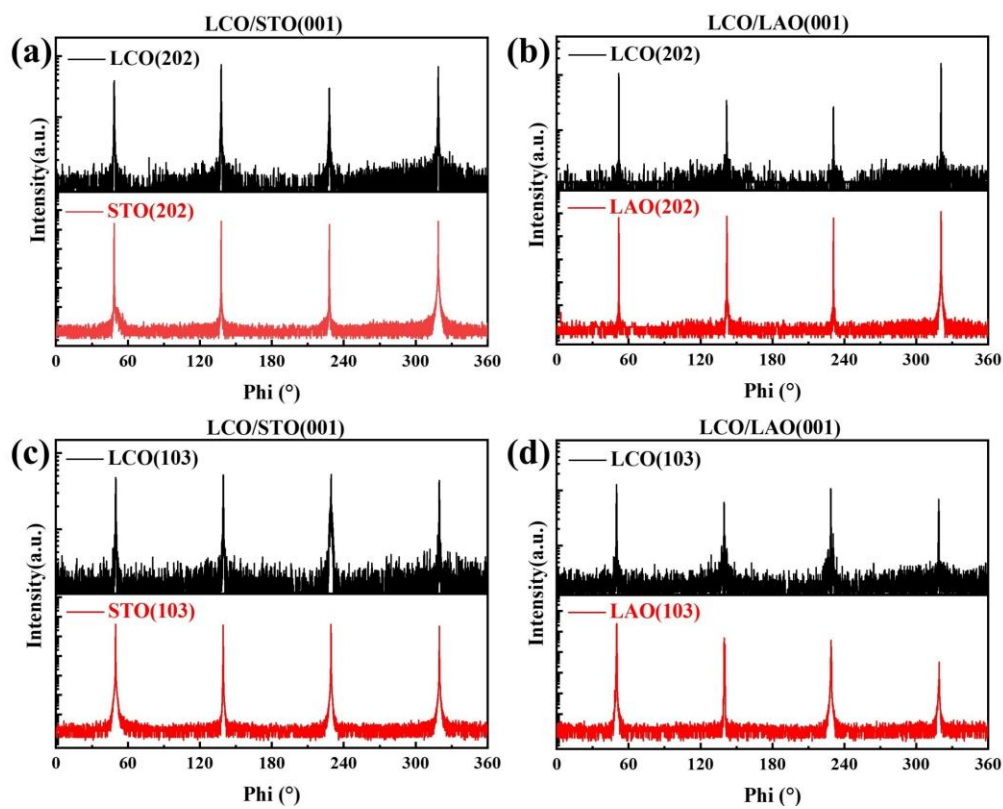 LCO/STO(001)
(a)
LCO(202)
STO(202)
Intensity(a.u.)
0 60 120 180 240 300 360
Phi (°)
LCO/LAO(001)
(b)
LCO(202)
LAO(202)
Intensity(a.u.)
0 60 120 180 240 300 360
Phi (°)
LCO/STO(001)
(c)
LCO(103)
STO(103)
Intensity(a.u.)
0 60 120 180 240 300 360
Phi (°)
LCO/LAO(001)
(d)
LCO(103)
LAO(103)
Intensity(a.u.)
0 60 120 180 240 300 360
Phi (°)